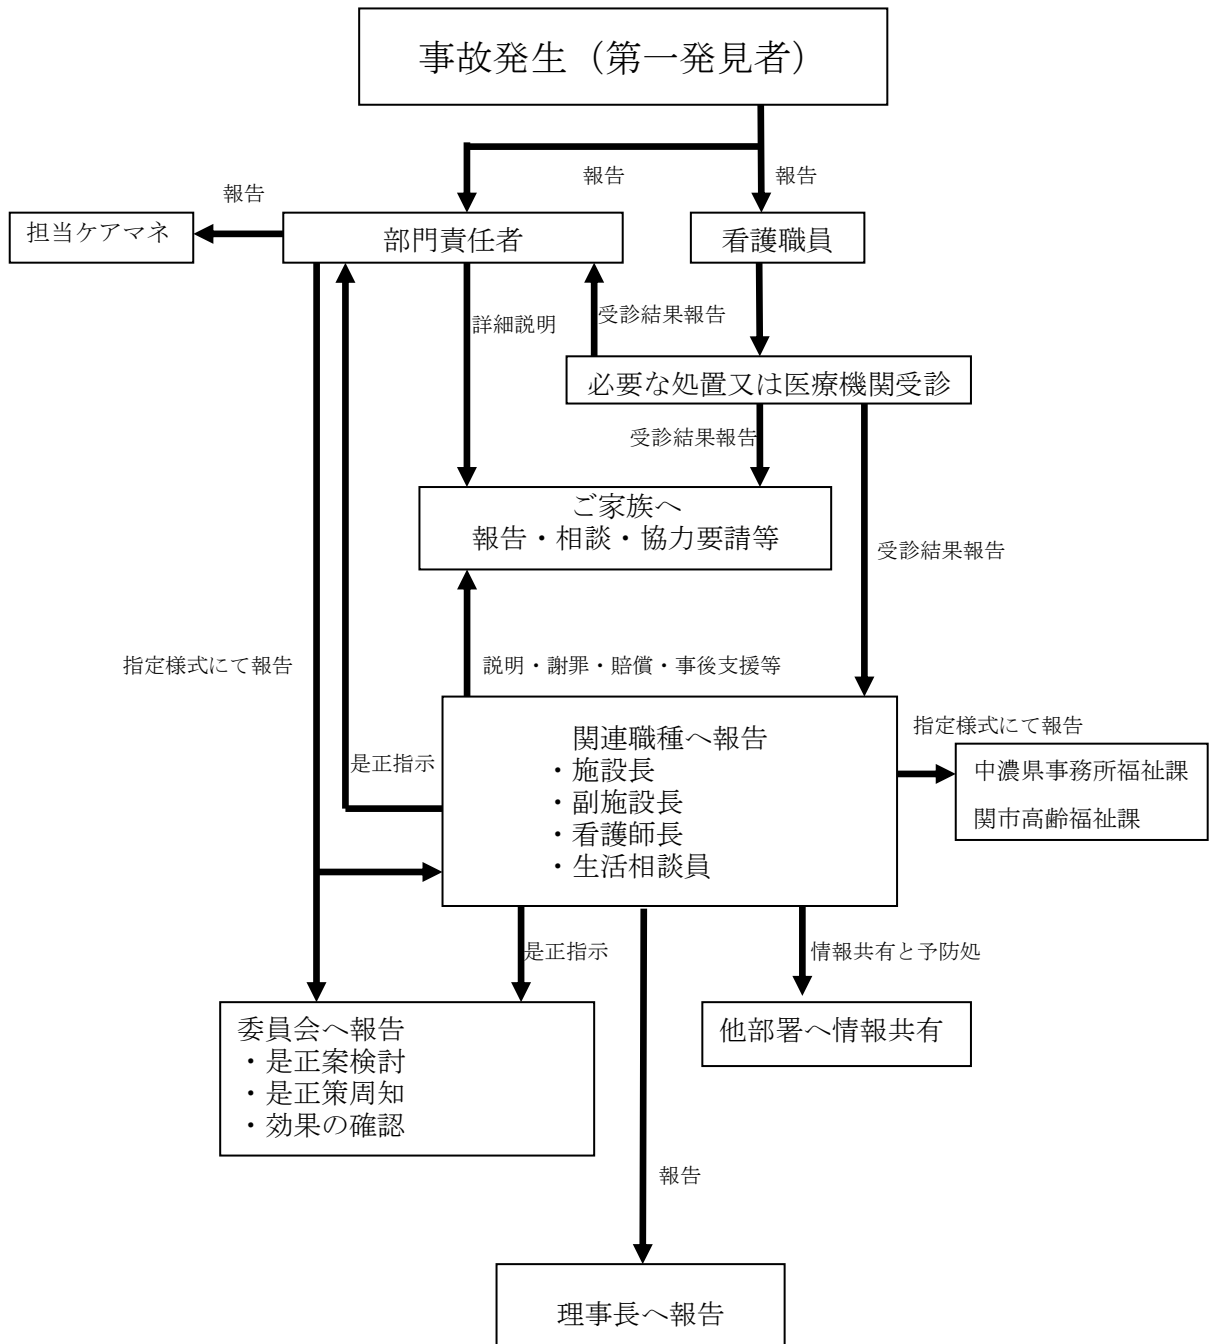 事故発生（第一発見者）
報告
報告
報告
担当ケアマネ
部門責任者
看護職員
詳細説明
受診結果報告
必要な処置又は医療機関受診
受診結果報告
ご家族へ
報告・相談・協力要請等
受診結果報告
指定様式にて報告
説明・謝罪・賠償・事後支援等
関連職種へ報告
・施設長
・副施設長
・看護師長
・生活相談員
是正指示
指定様式にて報告
中濃県事務所福祉課
関市高齢福祉課
是正指示
情報共有と予防処
委員会へ報告
・是正案検討
・是正策周知
・効果の確認
他部署へ情報共有
報告
理事長へ報告